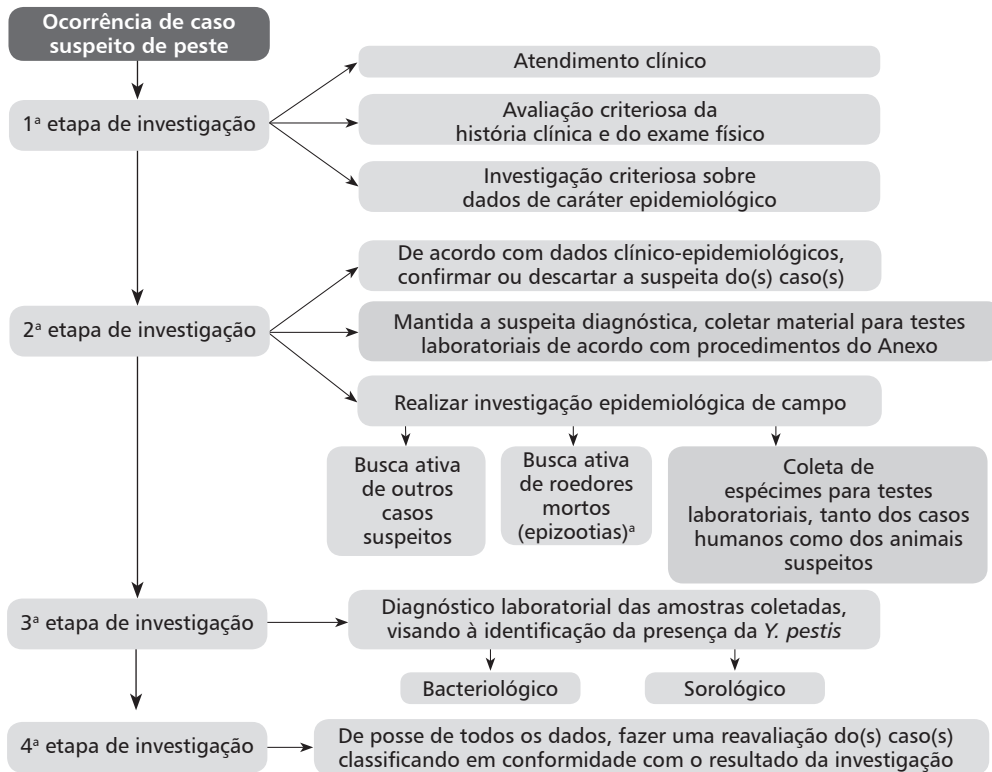 Ocorrência de caso
suspeito de peste
1ª etapa de investigação
Atendimento clínico
Avaliação criteriosa da
história clínica e do exame físico
Investigação criteriosa sobre
dados de caráter epidemiológico
2ª etapa de investigação
De acordo com dados clínico-epidemiológicos,
confirmar ou descartar a suspeita do(s) caso(s)
Mantida a suspeita diagnóstica, coletar material para testes
laboratoriais de acordo com procedimentos do Anexo
Realizar investigação epidemiológica de campo
Busca ativa
de outros
casos
suspeitos
Busca ativa
de roedores
mortos
(epizootias)ª
Coleta de
espécimes para testes
laboratoriais, tanto dos casos
humanos como dos animais
suspeitos
3ª etapa de investigação
Diagnóstico laboratorial das amostras coletadas,
visando à identificação da presença da Y. pestis
Bacteriológico
Sorológico
4ª etapa de investigação
De posse de todos os dados, fazer uma reavaliação do(s) caso(s)
classificando em conformidade com o resultado da investigação